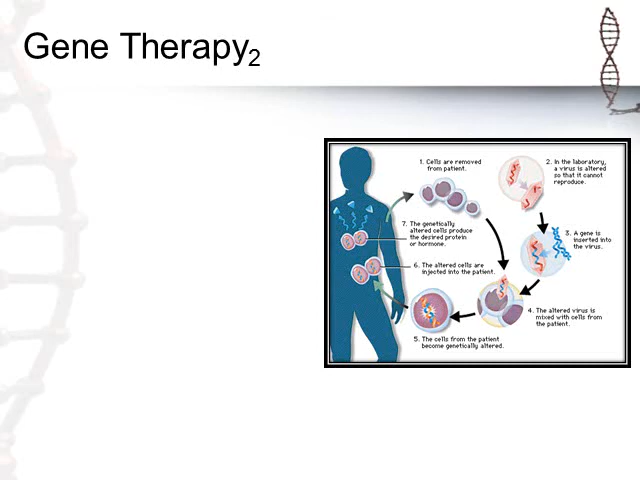 Gene Therapy2
1. Cells are removed
from patient.
2. In the laboratory,
a virus is altered
so that it cannot
reproduce.
3. A gene is
inserted into
the virus.
4. The altered virus is
mixed with cells from
the patient.
5. The cells from the patient
become genetically altered.
6. The altered cells are
injected into the patient.
7. The genetically
altered cells produce
the desired protein
or hormone.